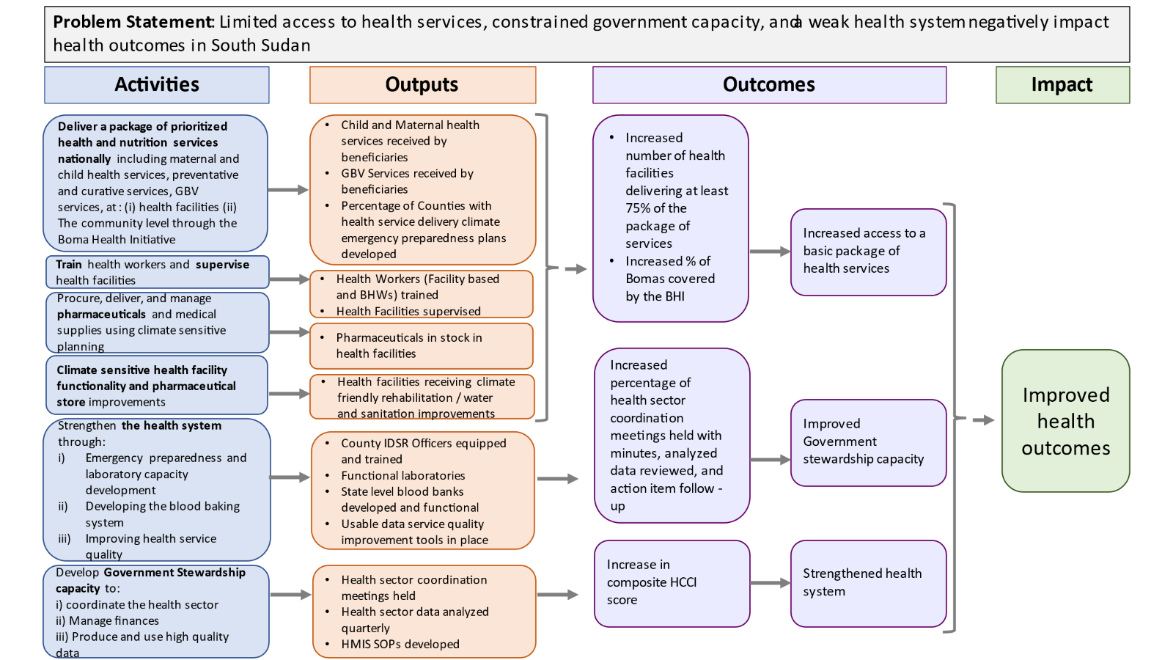 Problem Statement: Limited access to health services, constrained government capacity, and a weak health system negatively impact
health outcomes in South Sudan
Activities
Outputs
Outcomes
Impact
Deliver a package of prioritized
health and nutrition services
nationally including maternal and
child health services, preventative
and curative services, GBV
services, at: (i) health facilities (ii)
The community level through the
Boma Health Initiative
Train health workers and supervise
health facilities
Procure, deliver, and manage
pharmaceuticals and medical
supplies using climate sensitive
planning
Climate sensitive health facility
functionality and pharmaceutical
store improvements
Strengthen the health system
through:
i) Emergency preparedness and
laboratory capacity
development
ii) Developing the blood baking
system
iii) Improving health service
quality
Develop Government Stewardship
capacity to:
i) coordinate the health sector
ii) Manage finances
iii) Produce and use high quality
data
• Child and Maternal health
services received by
beneficiaries
• GBV Services received by
beneficiaries
• Percentage of Counties with
health service delivery climate
emergency preparedness plans
developed
• Health Workers (Facility based
and BHWs) trained
• Health Facilities supervised
• Pharmaceuticals in stock in
health facilities
• Health facilities receiving climate
friendly rehabilitation / water
and sanitation improvements
• County IDSR Officers equipped
and trained
• Functional laboratories
• State level blood banks
developed and functional
• Usable data service quality
improvement tools in place
• Health sector coordination
meetings held
• Health sector data analyzed
quarterly
• HMIS SOPs developed
• Increased
number of health
facilities
delivering at least
75% of the
package of
services
• Increased % of
Bomas covered
by the BHI
Increased
percentage of
health sector
coordination
meetings held with
minutes, analyzed
data reviewed, and
action item follow -
up
Increase in
composite HCCI
score
Increased access to a
basic package of
health services
Improved
Government
stewardship capacity
Strengthened health
system
Improved
health
outcomes